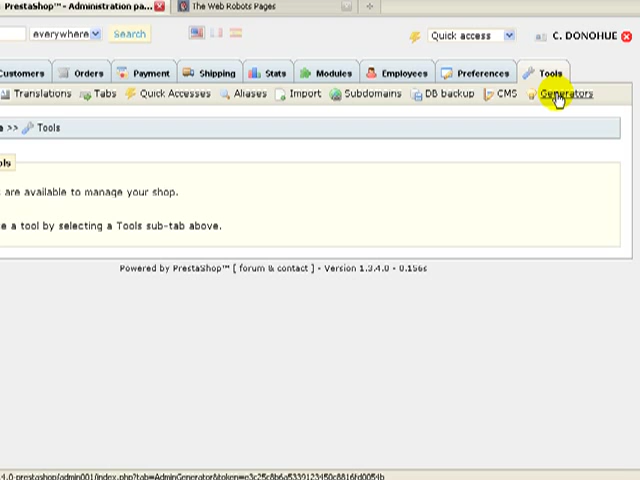 PrestaShop™ - Administration pa...
The Web Robots Pages
everywhere
Search
Quick access
C. DONOHUE
Customers
Orders
Payment
Shipping
Stats
Modules
Employees
Preferences
Tools
Translations
Tabs
Quick Accesses
Aliases
Import
Subdomains
DB backup
CMS
Generators
>> Tools
ols
are available to manage your shop.
e a tool by selecting a Tools sub-tab above.
Powered by PrestaShop™ [ forum & contact ] - Version 1.3.4.0 - 0.156s